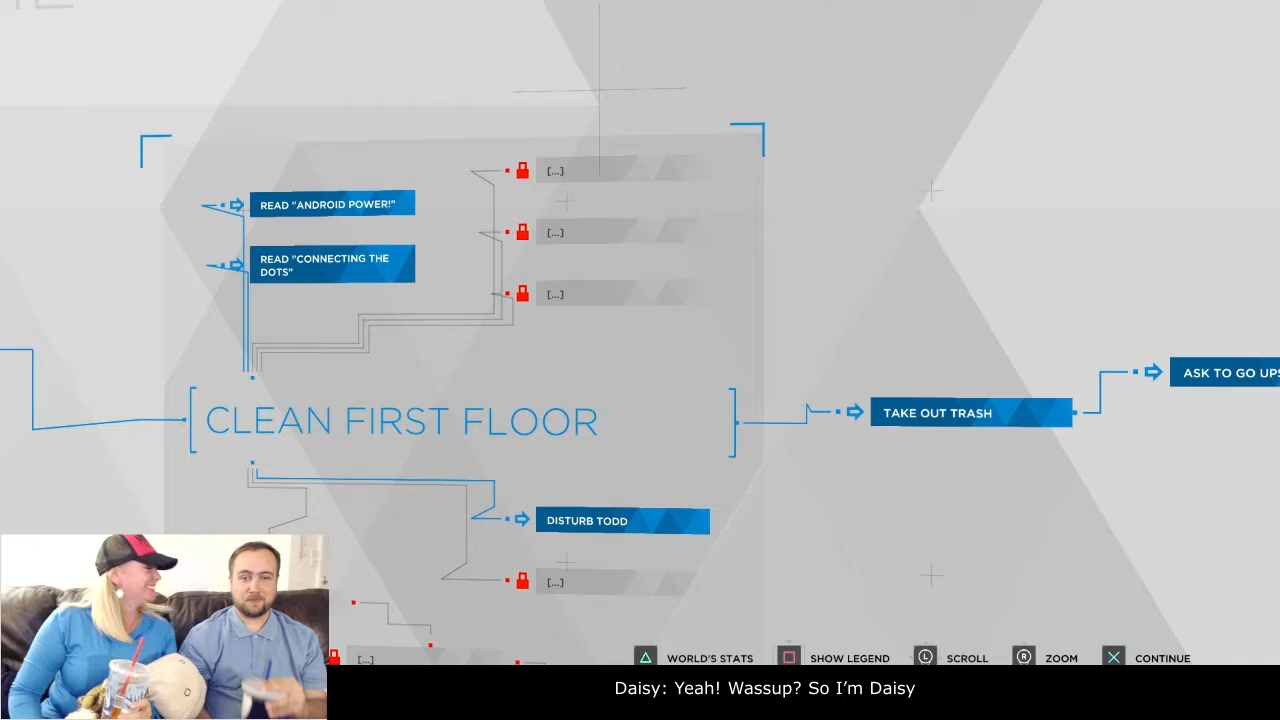 READ "ANDROID POWER!"
READ "CONNECTING THE
DOTS"
[...]
[...]
[...]
CLEAN FIRST FLOOR
TAKE OUT TRASH
ASK TO GO UPS
DISTURB TODD
[...]
[...]
WORLD'S STATS
SHOW LEGEND
L
SCROLL
R
ZOOM
CONTINUE
Daisy: Yeah! Wassup? So I'm Daisy